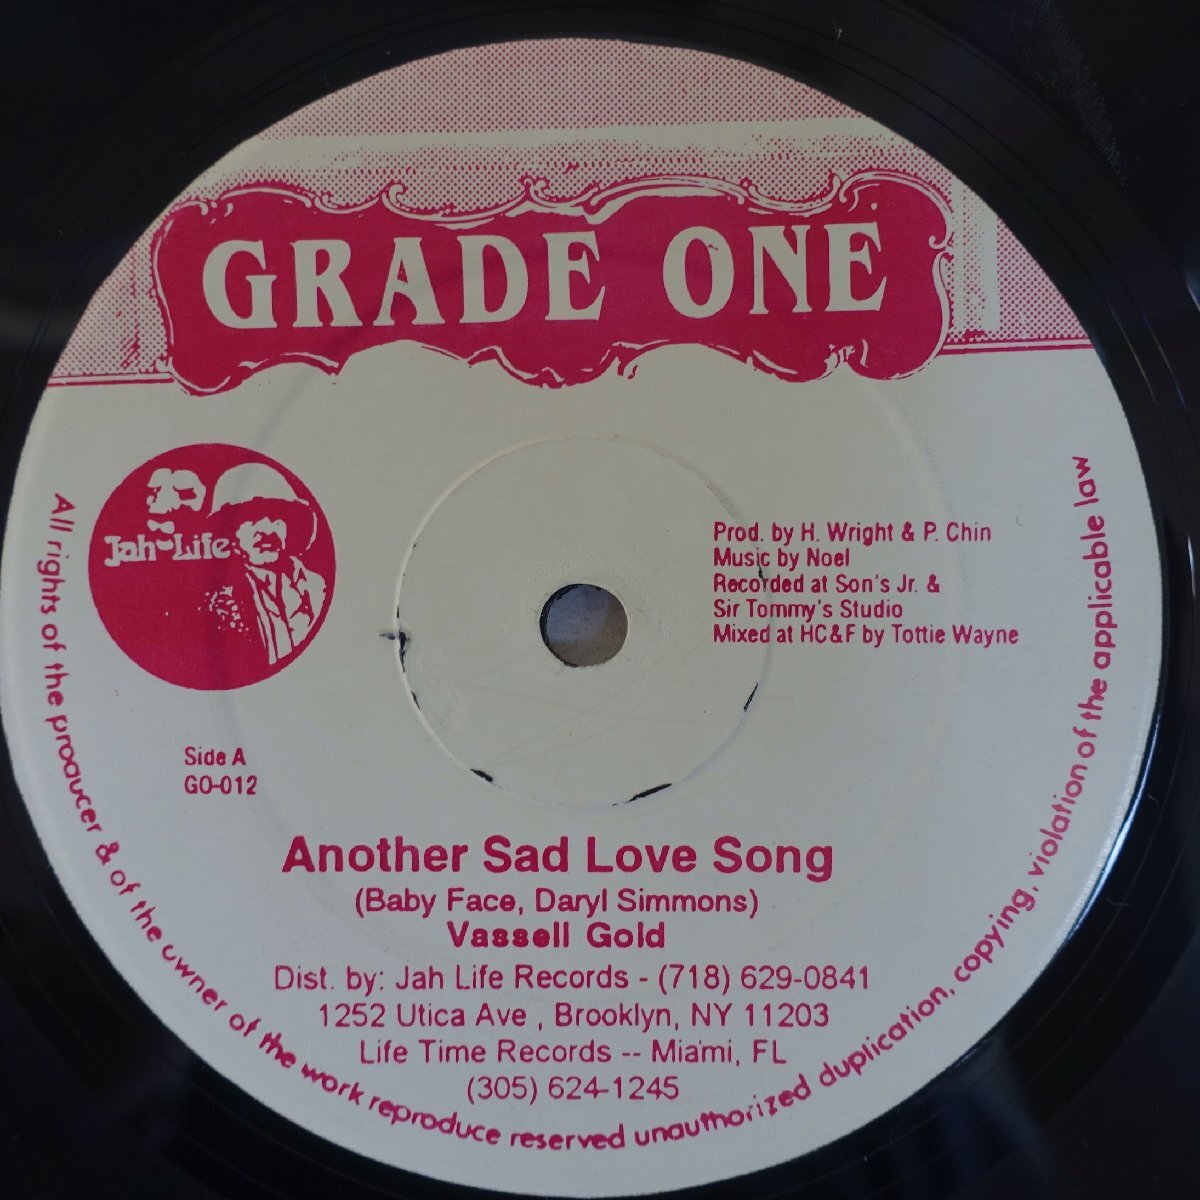 GRADE ONE
Jah-Life
Prod. by H. Wright & P. Chin
Music by Noel
Recorded at Son's Jr. &
Sir Tommy's Studio
Mixed at HC&F by Tottie Wayne
Side A
GO-012
Another Sad Love Song
(Baby Face, Daryl Simmons)
Vassell Gold
Dist. by: Jah Life Records - (718) 629-0841
1252 Utica Ave , Brooklyn, NY 11203
Life Time Records -- Miami, FL
(305) 624-1245
All rights of the producer & of the owner of the work reproduce reserved unauthorized duplication, copying, violation of the applicable law